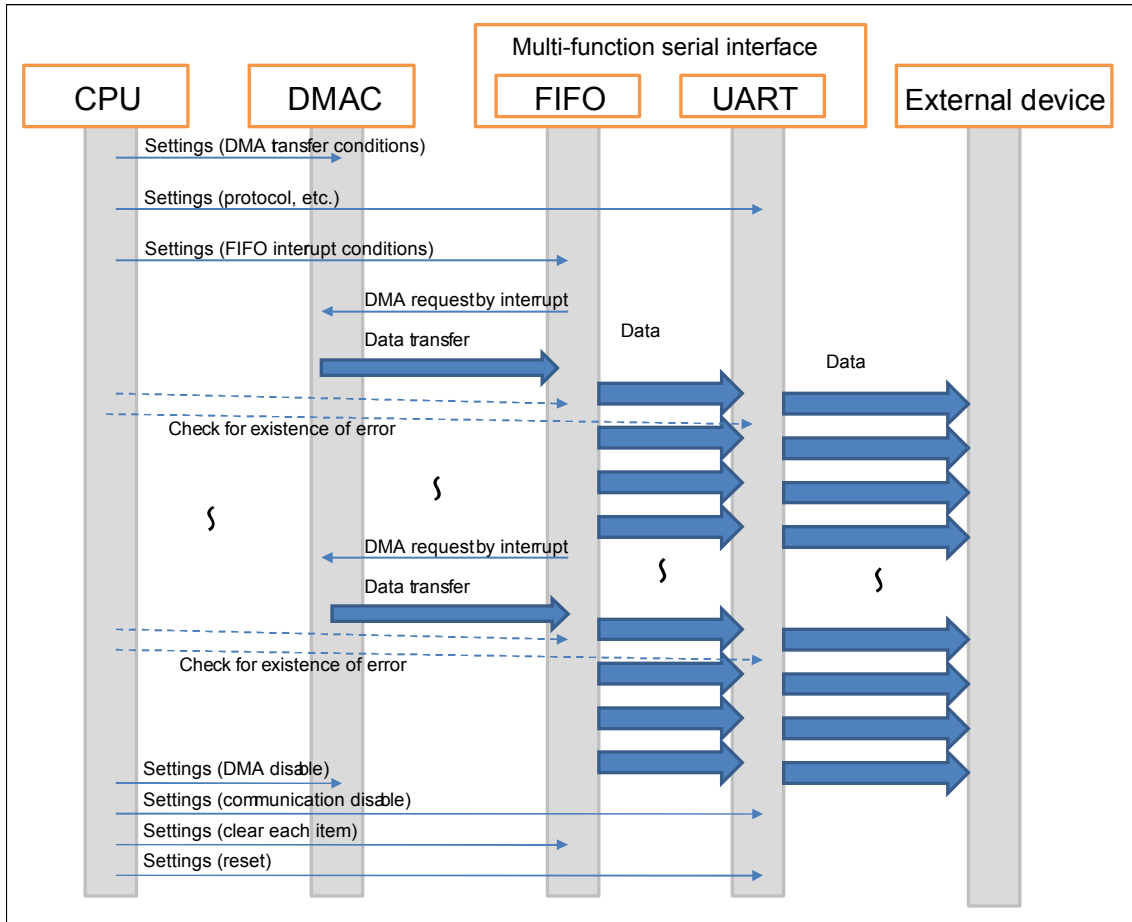 Multi-function serial interface
CPU
DMAC
FIFO
UART
External device
Settings (DMA transfer conditions)
Settings (protocol, etc.)
Settings (FIFO interrupt conditions)
DMA request by interrupt
Data transfer
Data
Data
Check for existence of error
DMA request by interrupt
Data transfer
Check for existence of error
Settings (DMA disable)
Settings (communication disable)
Settings (clear each item)
Settings (reset)